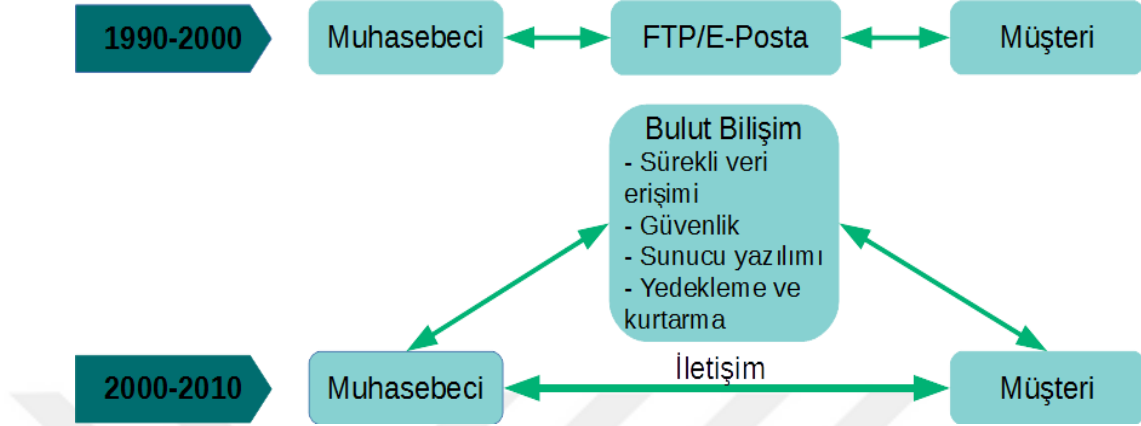 1990-2000
Muhasebeci
FTP/E-Posta
Müşteri
Bulut Bilişim
- Sürekli veri
erişimi
- Güvenlik
- Sunucu yazılımı
- Yedekleme ve
kurtarma
2000-2010
Muhasebeci
İletişim
Müşteri